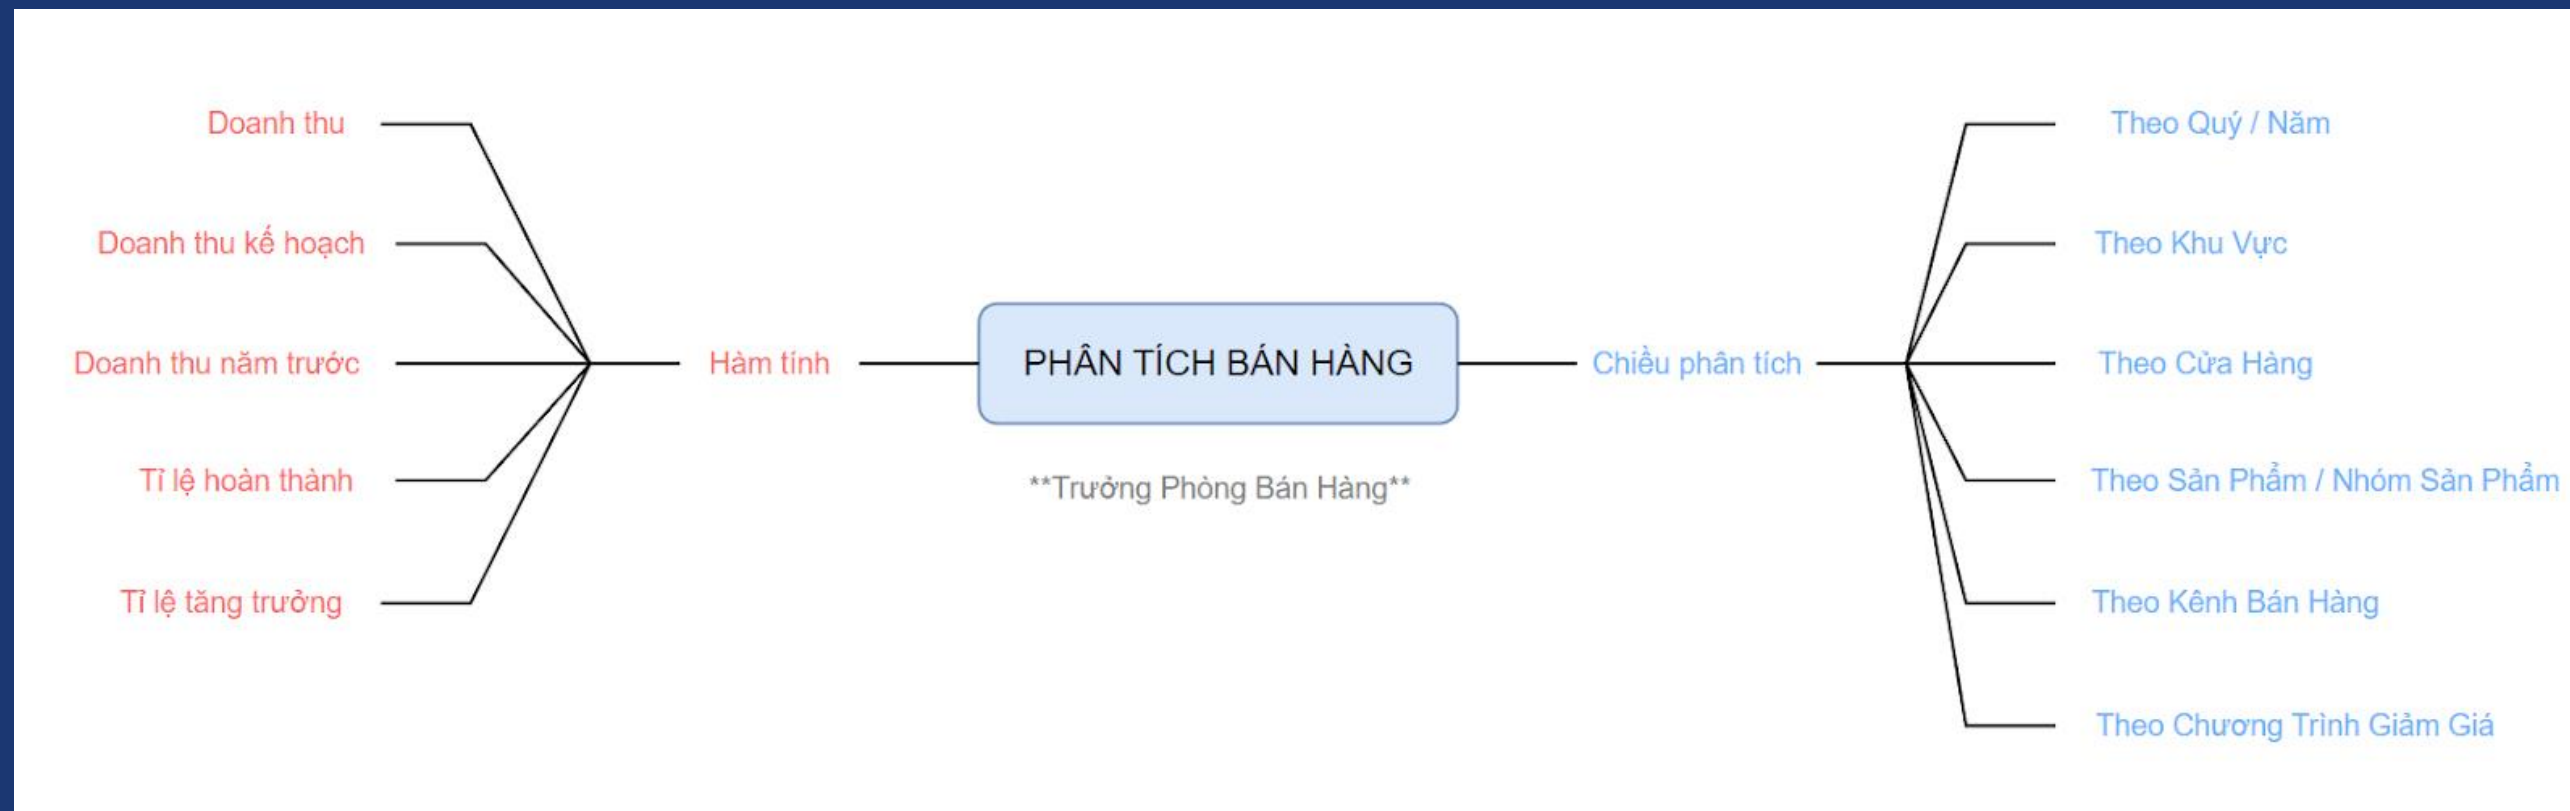 Doanh thu
Doanh thu kế hoạch
Doanh thu năm trước
Tỉ lệ hoàn thành
Tỉ lệ tăng trưởng
Hàm tính
PHÂN TÍCH BÁN HÀNG
**Trưởng Phòng Bán Hàng**
Chiều phân tích
Theo Quý / Năm
Theo Khu Vực
Theo Cửa Hàng
Theo Sản Phẩm / Nhóm Sản Phẩm
Theo Kênh Bán Hàng
Theo Chương Trình Giảm Giá